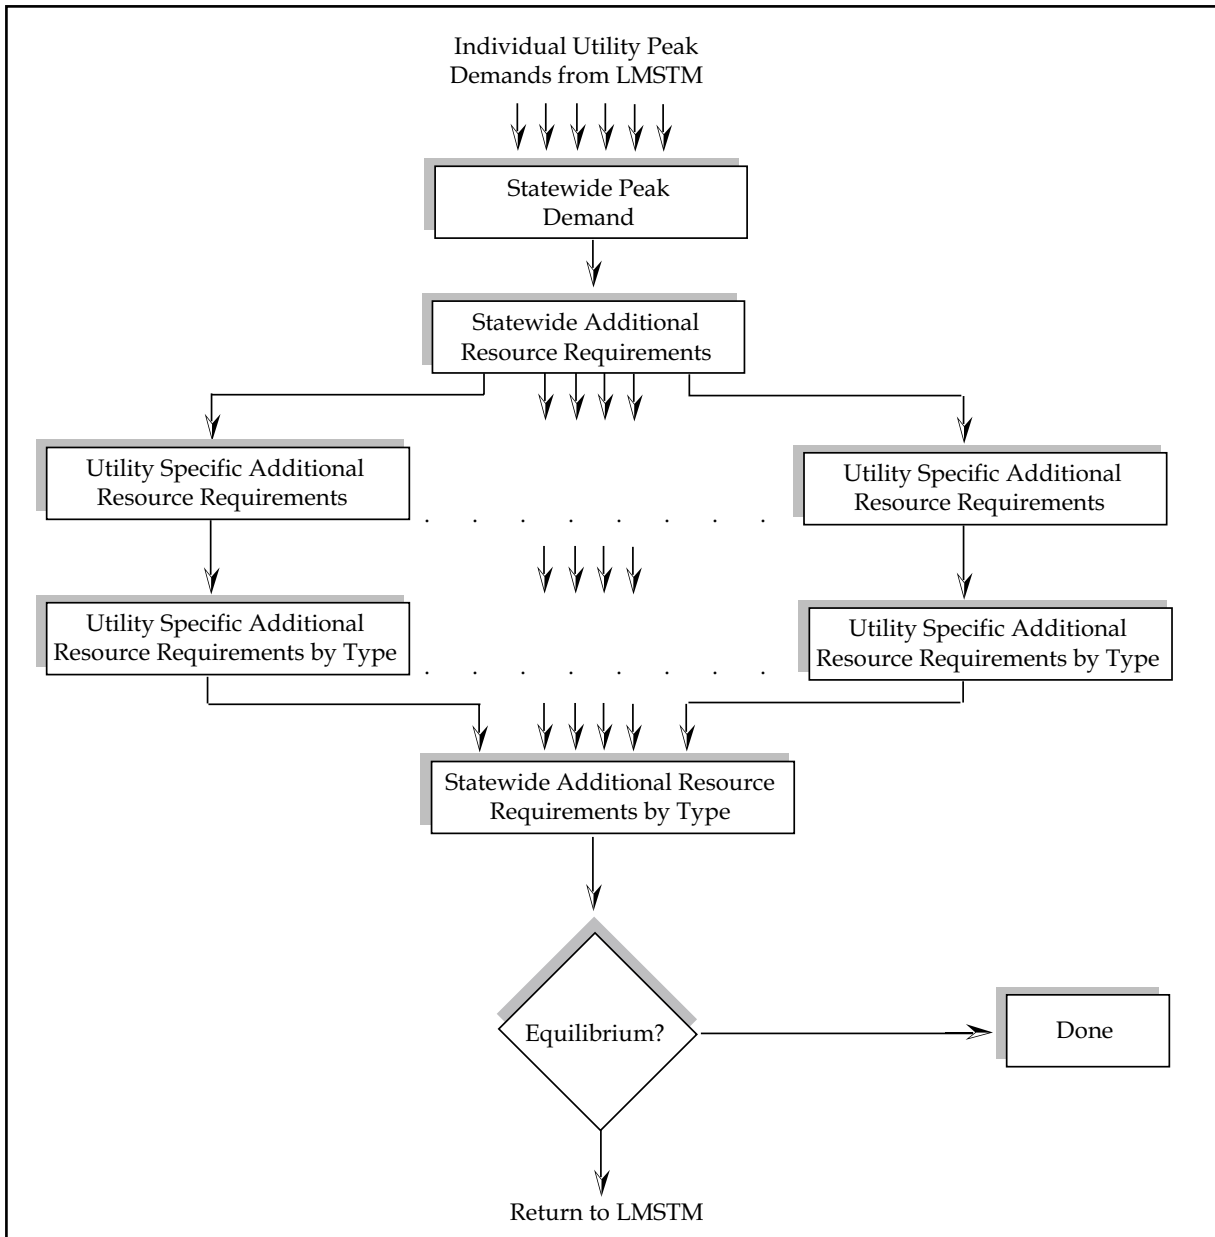 Individual Utility Peak
Demands from LMSTM
Statewide Peak
Demand
Statewide Additional
Resource Requirements
Utility Specific Additional
Resource Requirements
Utility Specific Additional
Resource Requirements
. . . . . . . .
Utility Specific Additional
Resource Requirements by Type
Utility Specific Additional
Resource Requirements by Type
. . . . . . . .
Statewide Additional Resource
Requirements by Type
Equilibrium?
Done
Return to LMSTM